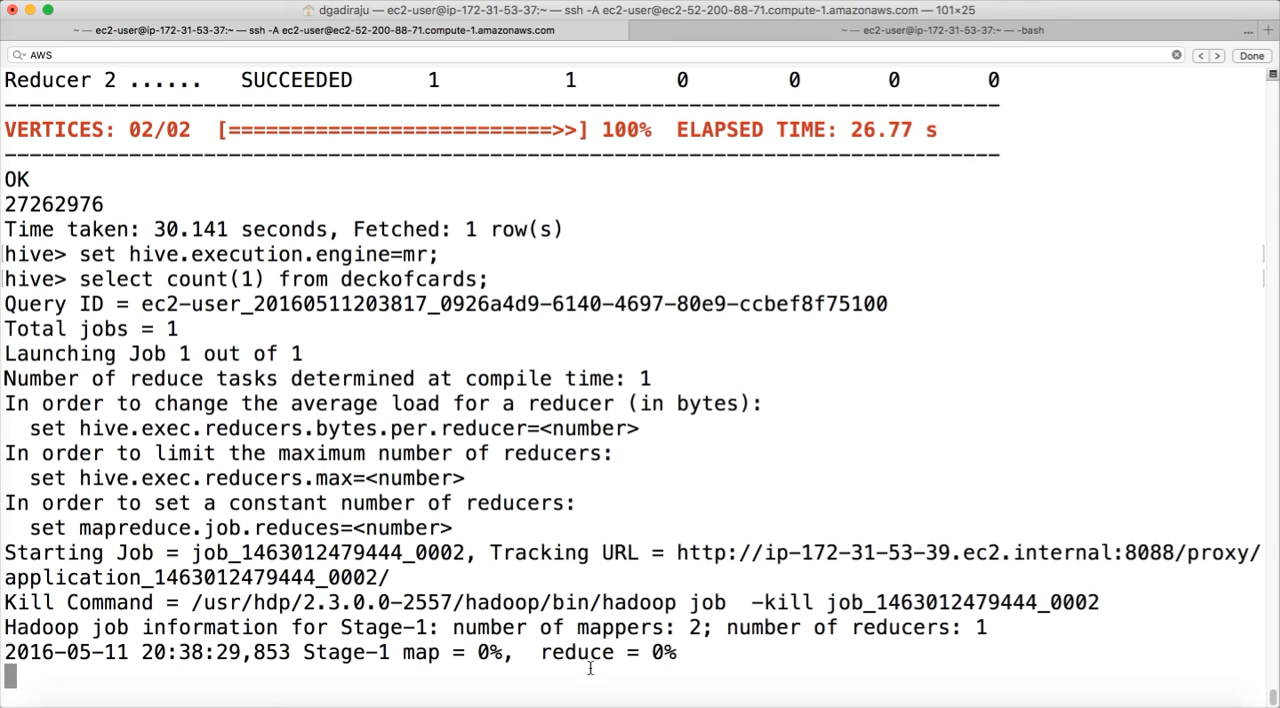 dgadiraju — ec2-user@ip-172-31-53-37:~ — ssh -A ec2-user@ec2-52-200-88-71.compute-1.amazonaws.com — 101×25
~ — ec2-user@ip-172-31-53-37:~ — ssh -A ec2-user@ec2-52-200-88-71.compute-1.amazonaws.com
~ — ec2-user@ip-172-31-53-37:~ — -bash
... +
AWS
< > Done
Reducer 2 ...... SUCCEEDED 1 1 0 0 0 0
--------------------------------------------------------------------------------
VERTICES: 02/02 [==========================>>] 100% ELAPSED TIME: 26.77 s
--------------------------------------------------------------------------------
OK
27262976
Time taken: 30.141 seconds, Fetched: 1 row(s)
hive> set hive.execution.engine=mr;
hive> select count(1) from deckofcards;
Query ID = ec2-user_20160511203817_0926a4d9-6140-4697-80e9-ccbef8f75100
Total jobs = 1
Launching Job 1 out of 1
Number of reduce tasks determined at compile time: 1
In order to change the average load for a reducer (in bytes):
  set hive.exec.reducers.bytes.per.reducer=<number>
In order to limit the maximum number of reducers:
  set hive.exec.reducers.max=<number>
In order to set a constant number of reducers:
  set mapreduce.job.reduces=<number>
Starting Job = job_1463012479444_0002, Tracking URL = http://ip-172-31-53-39.ec2.internal:8088/proxy/
application_1463012479444_0002/
Kill Command = /usr/hdp/2.3.0.0-2557/hadoop/bin/hadoop job  -kill job_1463012479444_0002
Hadoop job information for Stage-1: number of mappers: 2; number of reducers: 1
2016-05-11 20:38:29,853 Stage-1 map = 0%,  reduce = 0%